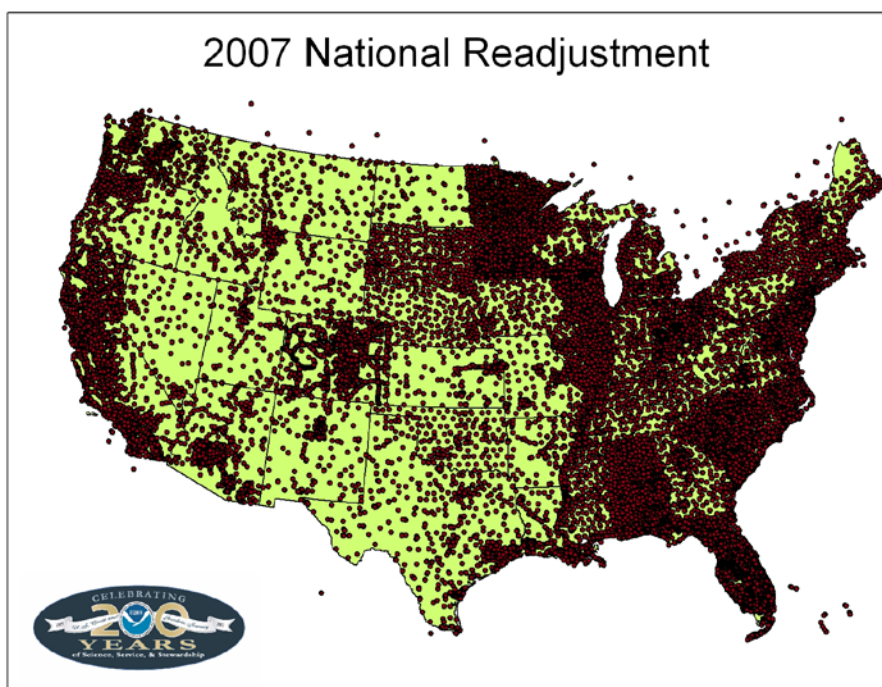 2007 National Readjustment
CELEBRATING
200
YEARS
of Science, Service, & Stewardship